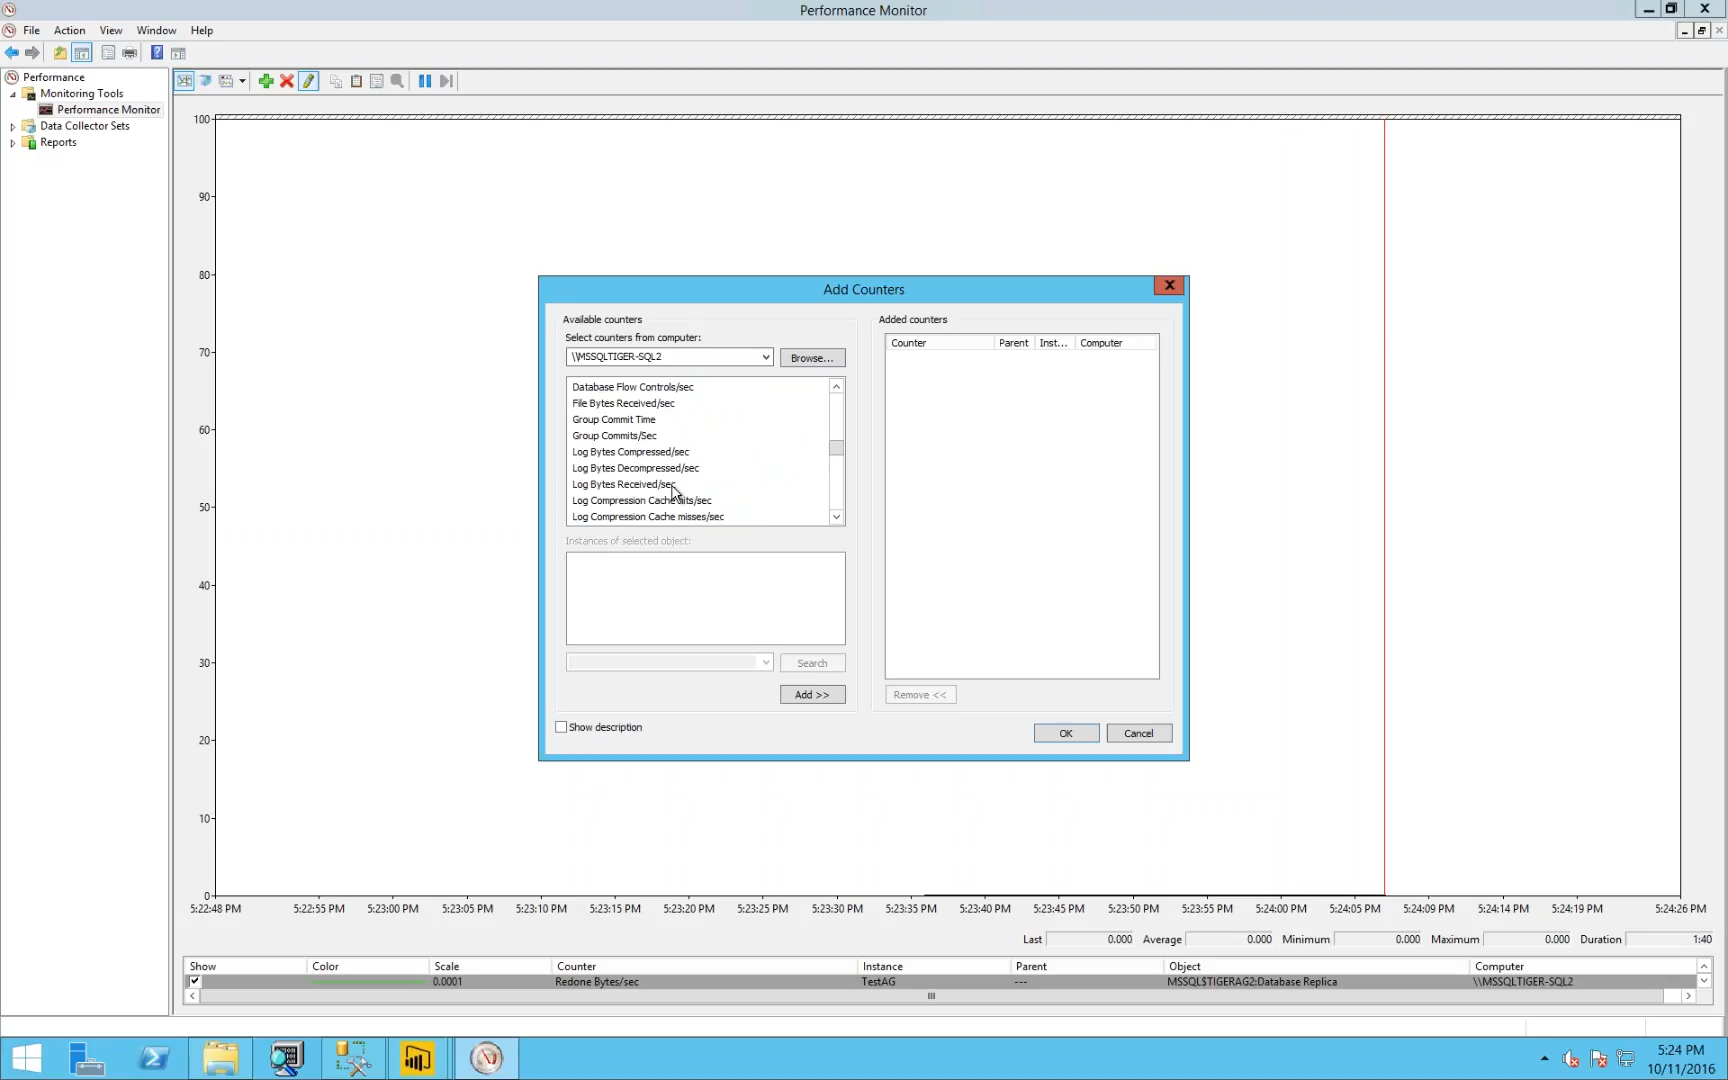 Performance Monitor
File Action View Window Help
Performance
Monitoring Tools
Performance Monitor
Data Collector Sets
Reports
100
90
80
70
60
50
40
30
20
10
0
Add Counters
Available counters
Select counters from computer:
\\MSSQLTIGER-SQL2
Browse...
Database Flow Controls/sec
File Bytes Received/sec
Group Commit Time
Group Commits/Sec
Log Bytes Compressed/sec
Log Bytes Decompressed/sec
Log Bytes Received/sec
Log Compression Cache hits/sec
Log Compression Cache misses/sec
Instances of selected object:
Search
Add >>
Show description
Added counters
Counter Parent Inst... Computer
Remove <<
OK Cancel
5:22:48 PM 5:22:55 PM 5:23:00 PM 5:23:05 PM 5:23:10 PM 5:23:15 PM 5:23:20 PM 5:23:25 PM 5:23:30 PM 5:23:35 PM 5:23:40 PM 5:23:45 PM 5:23:50 PM 5:23:55 PM 5:24:00 PM 5:24:05 PM 5:24:09 PM 5:24:14 PM 5:24:19 PM 5:24:26 PM
Last 0.000 Average 0.000 Minimum 0.000 Maximum 0.000 Duration 1:40
Show Color Scale Counter Instance Parent Object Computer
0.0001 Redone Bytes/sec TestAG --- MSSQL$TIGERAG2:Database Replica \\MSSQLTIGER-SQL2
5:24 PM
10/11/2016